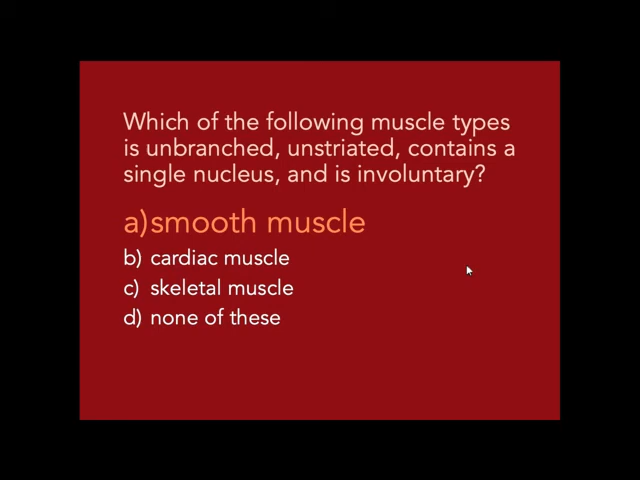 Which of the following muscle types
is unbranched, unstriated, contains a
single nucleus, and is involuntary?
a)smooth muscle
b) cardiac muscle
c) skeletal muscle
d) none of these